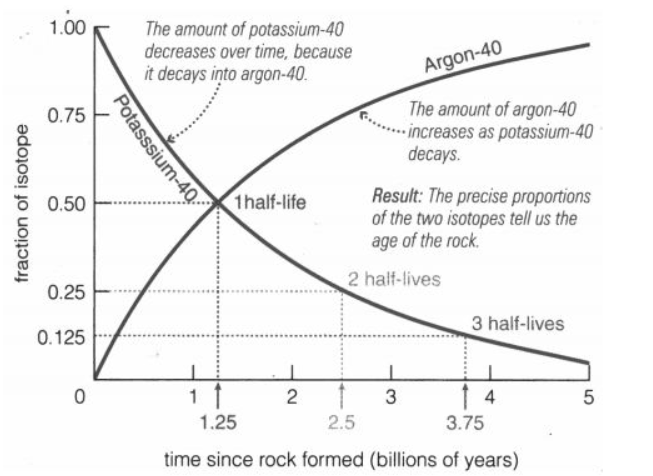 1.00
The amount of potassium-40
decreases over time, because
it decays into argon-40.
Argon-40
Potasssium-40
0.75
The amount of argon-40
increases as potassium-40
decays.
fraction of isotope
0.50
1half-life
Result: The precise proportions
of the two isotopes tell us the
age of the rock.
0.25
2 half-lives
0.125
3 half-lives
0 1 2 3 4 5
1.25 2.5 3.75
time since rock formed (billions of years)